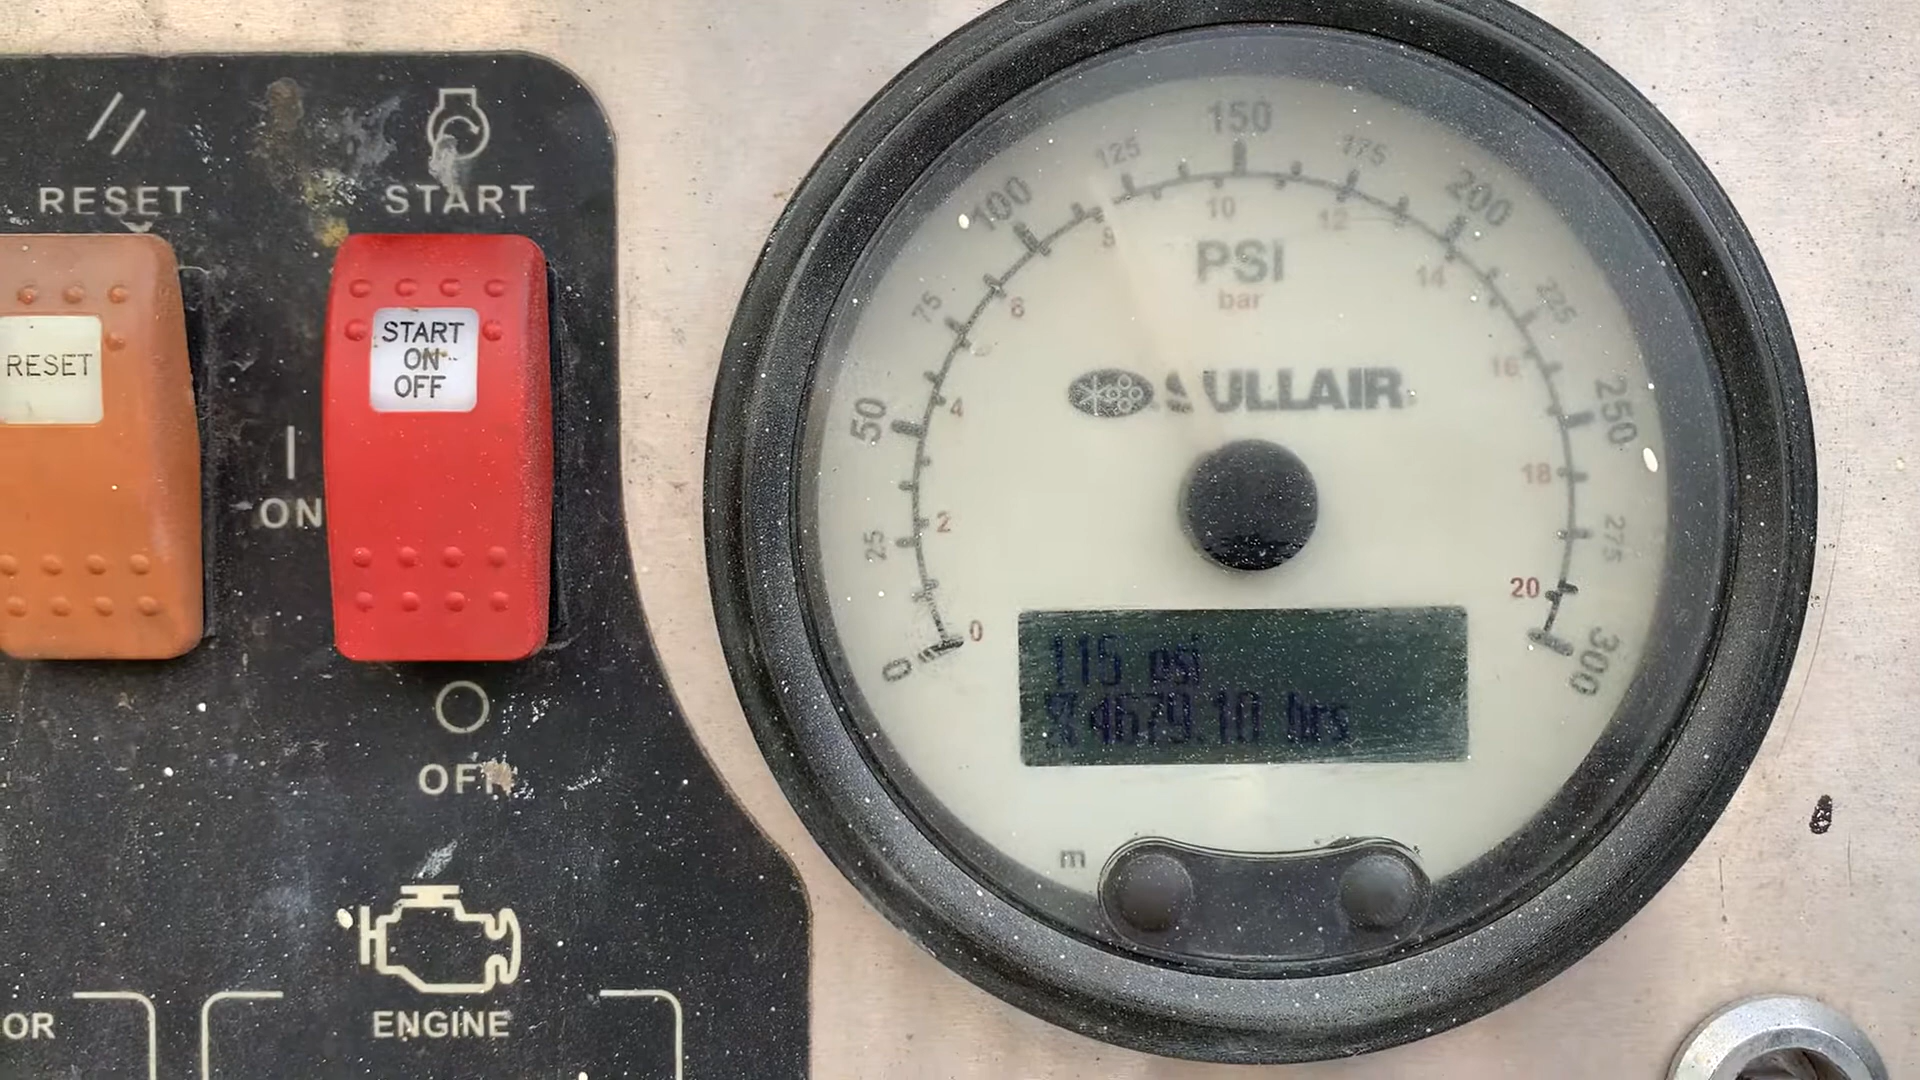 RESET
START
RESET
START
ON
OFF
ON
OFF
ENGINE
OR
150
125
175
100
200
10
8
12
PSI
bar
14
75
6
225
16
50
4
ULLAIR
250
18
25
2
275
20
0
0
300
115 psi
4679.10 hrs
m